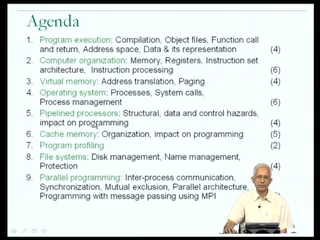 Agenda
1. Program execution: Compilation, Object files, Function call
and return, Address space, Data & its representation (4)
2. Computer organization: Memory, Registers, Instruction set
architecture, Instruction processing (6)
3. Virtual memory: Address translation, Paging (4)
4. Operating system: Processes, System calls,
Process management (6)
5. Pipelined processors: Structural, data and control hazards,
impact on programming (4)
6. Cache memory: Organization, impact on programming (5)
7. Program profiling (2)
8. File systems: Disk management, Name management,
Protection (4)
9. Parallel programming: Inter-process communication,
Synchronization, Mutual exclusion, Parallel architecture,
Programming with message passing using MPI